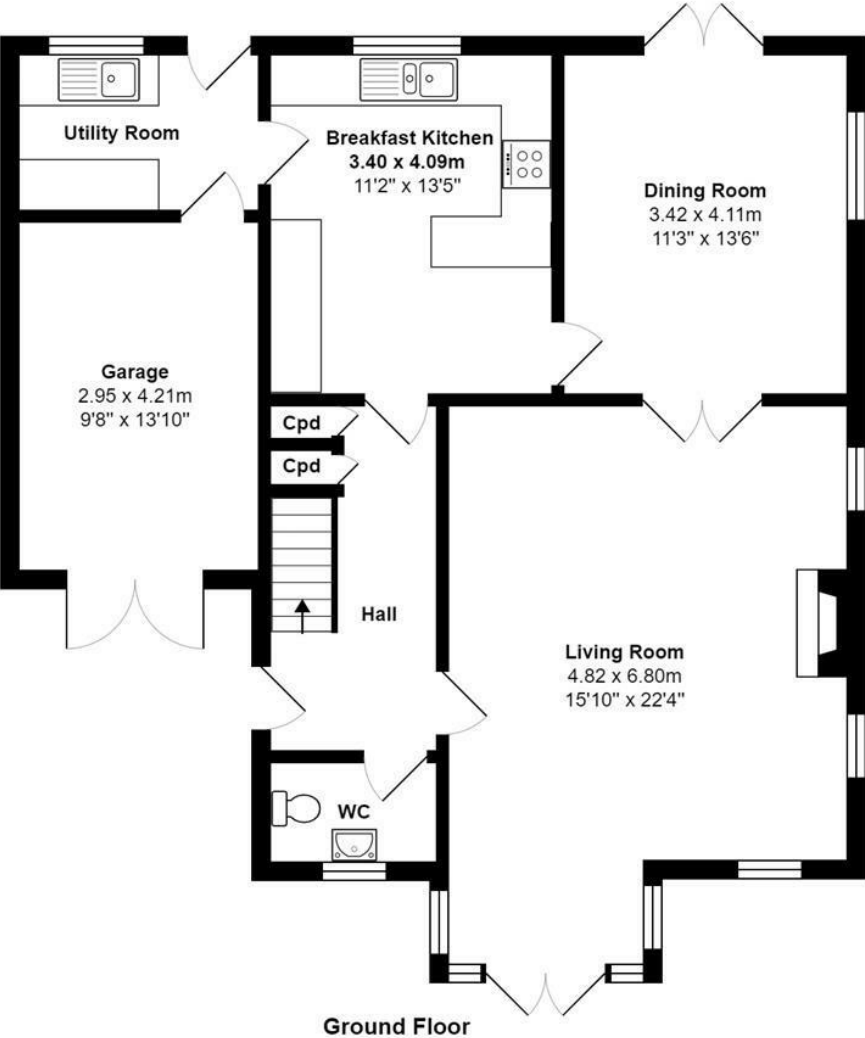 Utility Room
Breakfast Kitchen
3.40 x 4.09m
11'2" x 13'5"
Dining Room
3.42 x 4.11m
11'3" x 13'6"
Garage
2.95 x 4.21m
9'8" x 13'10"
Cpd
Cpd
Hall
Living Room
4.82 x 6.80m
15'10" x 22'4"
WC
Ground Floor